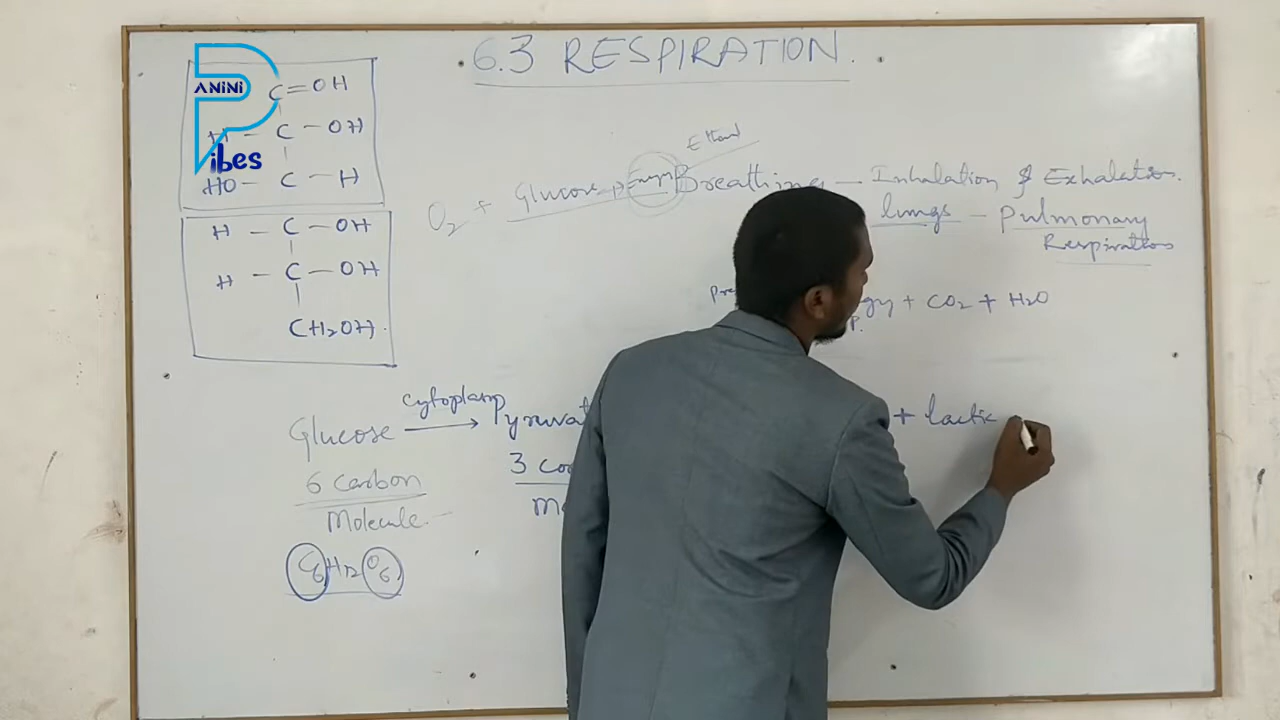 6.3 RESPIRATION.
PANINI
Vibes
C=OH
H - C - OH
HO - C - H
H - C - OH
H - C - OH
CH2OH.
Ethanol
O2 + Glucose
Breathing - Inhalation & Exhalation.
lungs - Pulmonary
Respiration
+ CO2 + H2O
Glucose → cytoplasm
+ lactic
6 carbon
3
Molecule.
C6H12O6